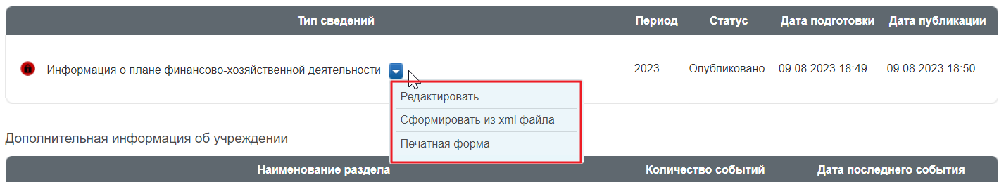 Тип сведений Период Статус Дата подготовки Дата публикации
Информация о плане финансово-хозяйственной деятельности 2023 Опубликовано 09.08.2023 18:49 09.08.2023 18:50
Редактировать
Сформировать из xml файла
Печатная форма
Дополнительная информация об учреждении
Наименование раздела Количество событий Дата последнего события